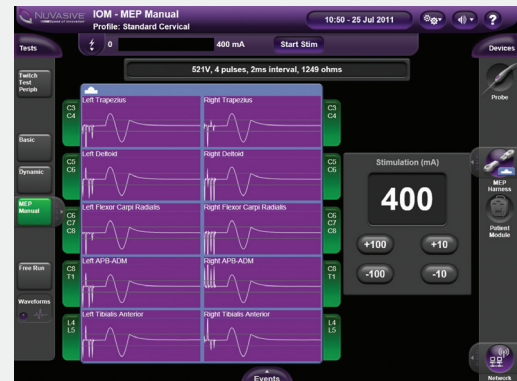 NUVASIVE
IOM - MEP Manual
Profile: Standard Cervical
10:50 - 25 Jul 2011
?
Tests
0
400 mA
Start Stim
Devices
521V, 4 pulses, 2ms interval, 1249 ohms
Twitch
Test
Periph
Basic
Dynamic
MEP
Manual
Free Run
Waveforms
C3
C4
Left Trapezius
Right Trapezius
C3
C4
C5
C6
Left Deltoid
Right Deltoid
C5
C6
C6
C7
C8
Left Flexor Carpi Radialis
Right Flexor Carpi Radialis
C6
C7
C8
C8
T1
Left APB-ADM
Right APB-ADM
C8
T1
L4
L5
Left Tibialis Anterior
Right Tibialis Anterior
L4
L5
Stimulation (mA)
400
+100
+10
-100
-10
Probe
MEP
Harness
Patient
Module
Network
Events